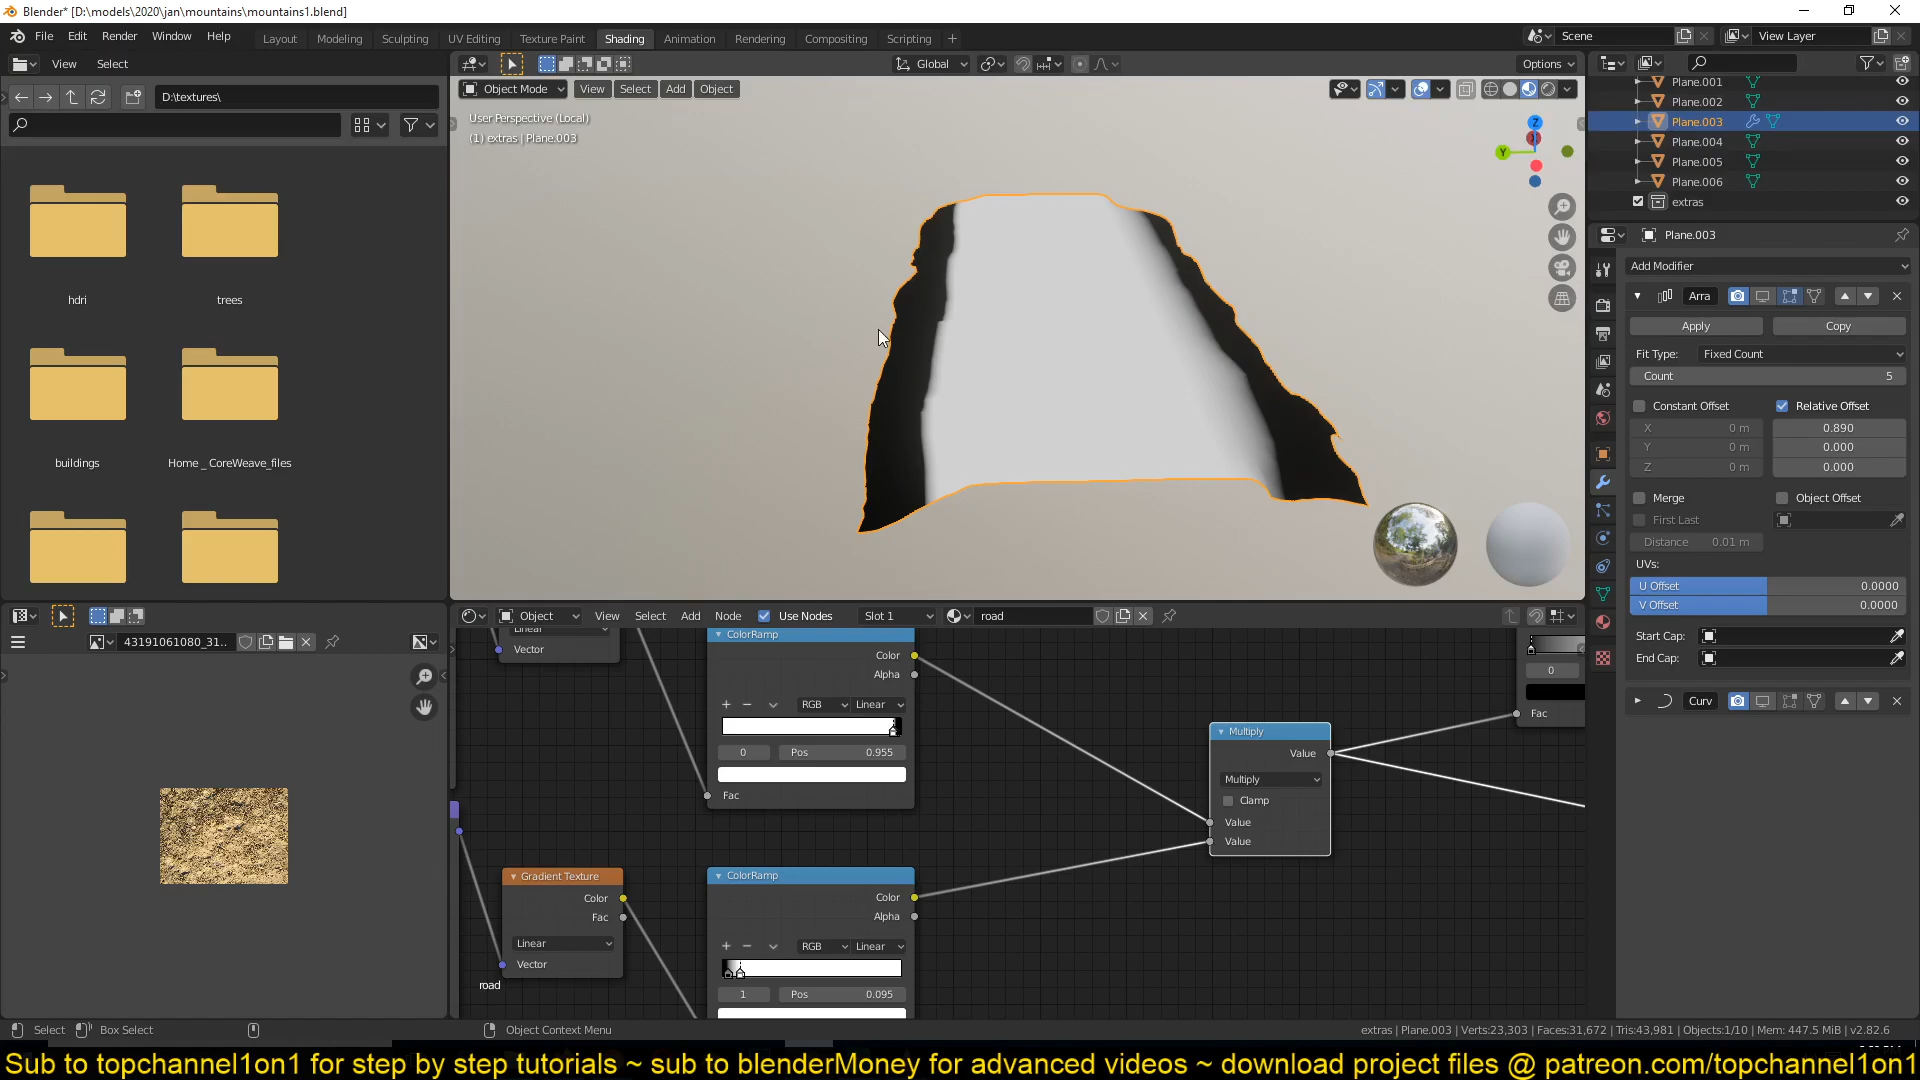 Blender* [D:\models\2020\jan\mountains\mountains1.blend]
File Edit Render Window Help
Layout Modeling Sculpting UV Editing Texture Paint Shading Animation Rendering Compositing Scripting +
Scene View Layer
View Select
Global Options
D:\textures\
Object Mode View Select Add Object
User Perspective (Local)
(1) extras | Plane.003
Z
Y
hdri trees
buildings Home _ CoreWeave_files
Plane.001
Plane.002
Plane.003
Plane.004
Plane.005
Plane.006
extras
Plane.003
Add Modifier
Arra
Apply Copy
Fit Type: Fixed Count
Count 5
Constant Offset Relative Offset
X 0 m 0.890
Y 0 m 0.000
Z 0 m 0.000
Merge Object Offset
First Last
Distance 0.01 m
UVs:
U Offset 0.0000
V Offset 0.0000
Start Cap:
End Cap:
Curv
43191061080_31...
Object View Select Add Node Use Nodes Slot 1 road
Linear
Vector
ColorRamp
Color
Alpha
RGB Linear
0 Pos 0.955
Fac
Gradient Texture
Color
Fac
Linear
Vector
road
ColorRamp
Color
Alpha
RGB Linear
1 Pos 0.095
Multiply
Value
Multiply
Clamp
Value
Value
0
Fac
Select Box Select Object Context Menu
extras | Plane.003 | Verts:23,303 | Faces:31,672 | Tris:43,981 | Objects:1/10 | Mem: 447.5 MiB | v2.82.6
Sub to topchannel1on1 for step by step tutorials ~ sub to blenderMoney for advanced videos ~ download project files @ patreon.com/topchannel1on1